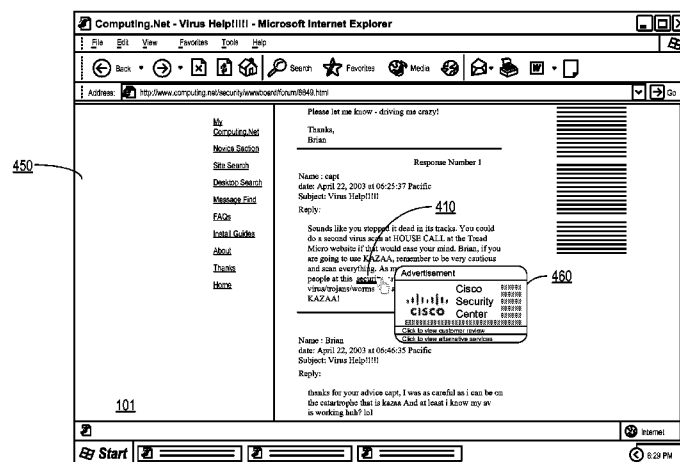 Computing.Net - Virus Help!!!!! - Microsoft Internet Explorer
File Edit View Favorites Tools Help
Back Search Favorites Media W
Address: http://www.computing.net/security/wwwboard/forum/8849.html Go
My Computing.Net
Novice Section
Site Search
Desktop Search
Message Find
FAQs
Install Guides
About
Thanks
Home
450
101
Please let me know - driving me crazy!
Thanks,
Brian
Response Number 1
Name : capt
date: April 22, 2003 at 06:25:37 Pacific
Subject: Virus Help!!!!!
Reply:
410
Sounds like you stopped it dead in its tracks. You could
do a second virus scan at HOUSE CALL at the Tread
Micro website if that would ease your mind. Brian, if you
are going to use KAZAA, remember to be very cautious
and scan everything. As
people at this security
virus/trojans/worms
KAZAA!
460
Advertisement
CISCO
Cisco
Security
Center
Click to view customer review
Click to view alternative services
Name : Brian
date: April 22, 2003 at 06:46:35 Pacific
Subject: Virus Help!!!!!
Reply:
thanks for your advice capt, I was as careful as i can be on
the catartrophe that is kazaa And at least i know my av
is working huh? lol
Internet
Start
6:29 PM